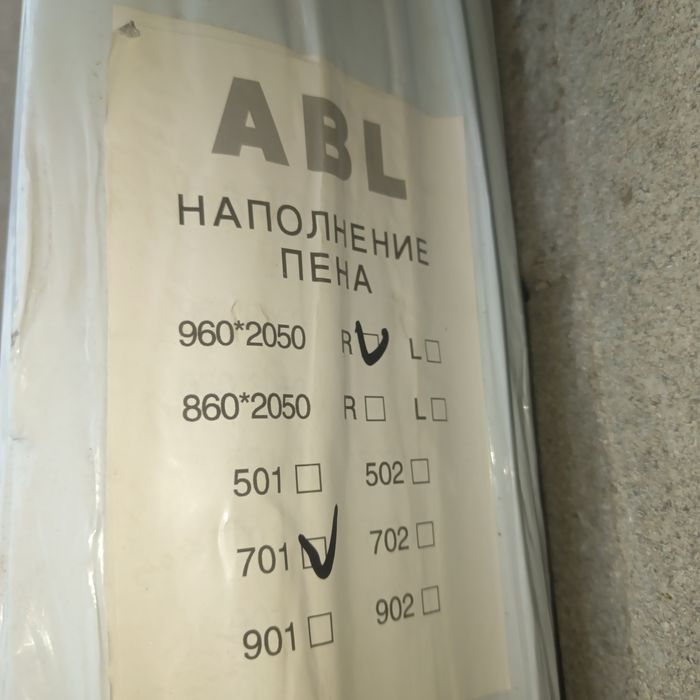 ABL
НАПОЛНЕНИЕ
ПЕНА
960*2050 R L
860*2050 R L
501 502
701 702
901 902